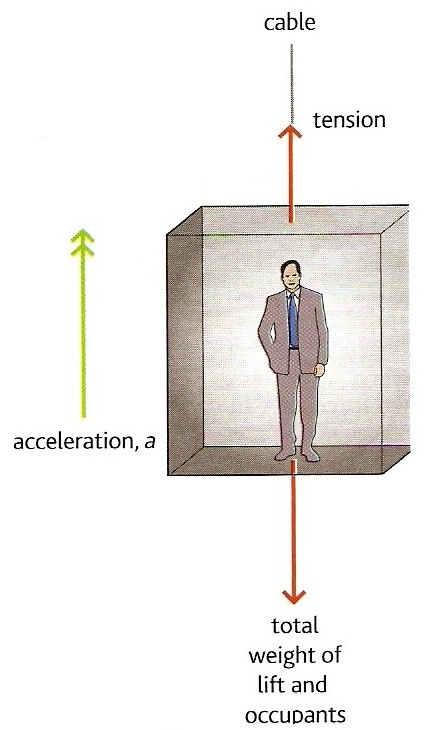 cable
tension
acceleration, a
total
weight of
lift and
occupants